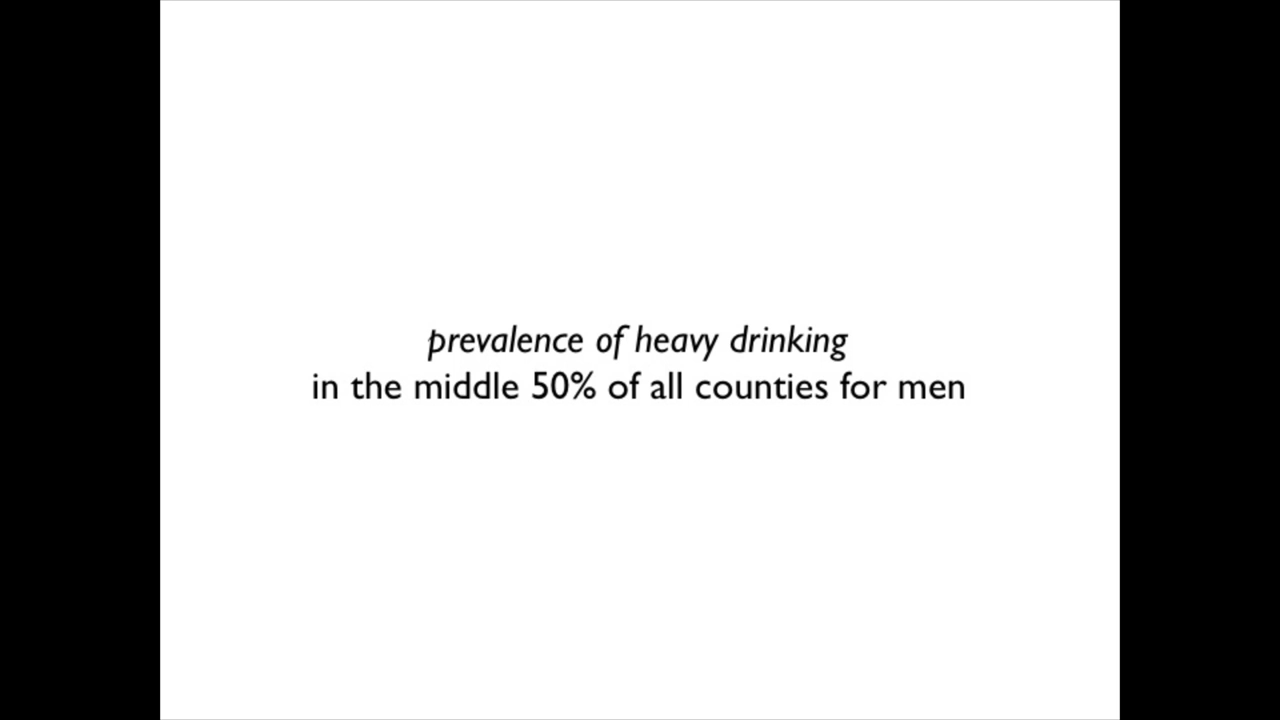 prevalence of heavy drinking
in the middle 50% of all counties for men